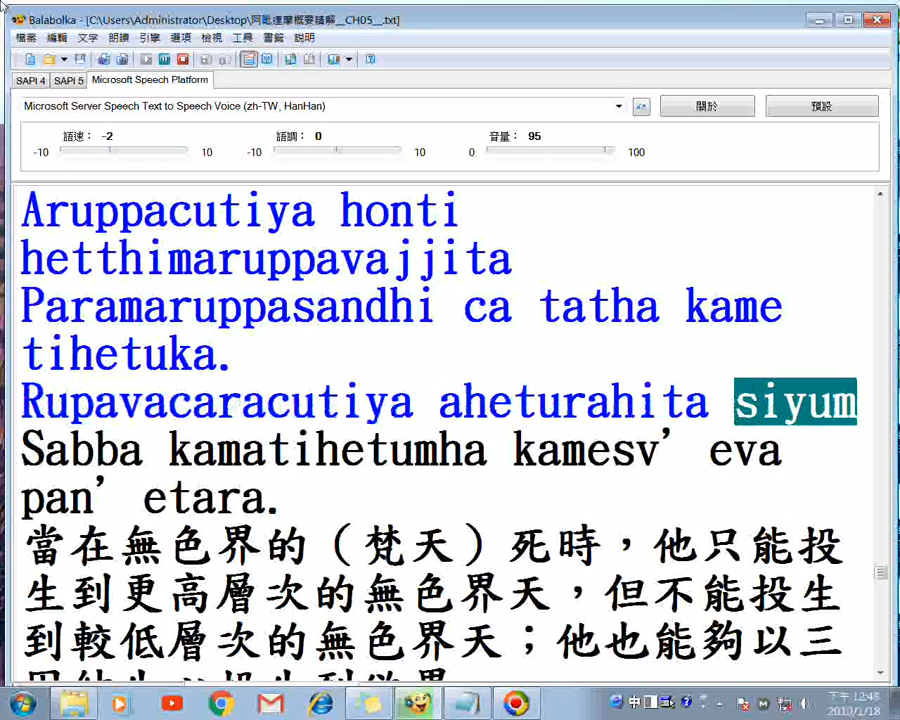 Balabolka - [C:\Users\Administrator\Desktop\阿毗達摩概要精解__CH05__.txt]
檔案 編輯 文字 朗讀 引擎 選項 檢視 工具 書籤 說明
SAPI 4 SAPI 5 Microsoft Speech Platform
Microsoft Server Speech Text to Speech Voice (zh-TW, HanHan) 關於 預設
語速： -2 語調： 0 音量： 95
-10 10 -10 10 0 100
Aruppacutiya honti
hetthimaruppavajjita
Paramaruppasandhi ca tatha kame
tihetuka.
Rupavacaracutiya aheturahita siyum
Sabba kamatihetumha kamesv’ eva
pan’ etara.
當在無色界的（梵天）死時，他只能投
生到更高層次的無色界天，但不能投生
到較低層次的無色界天；他也能夠以三
中
下午 12:48
2019/1/18